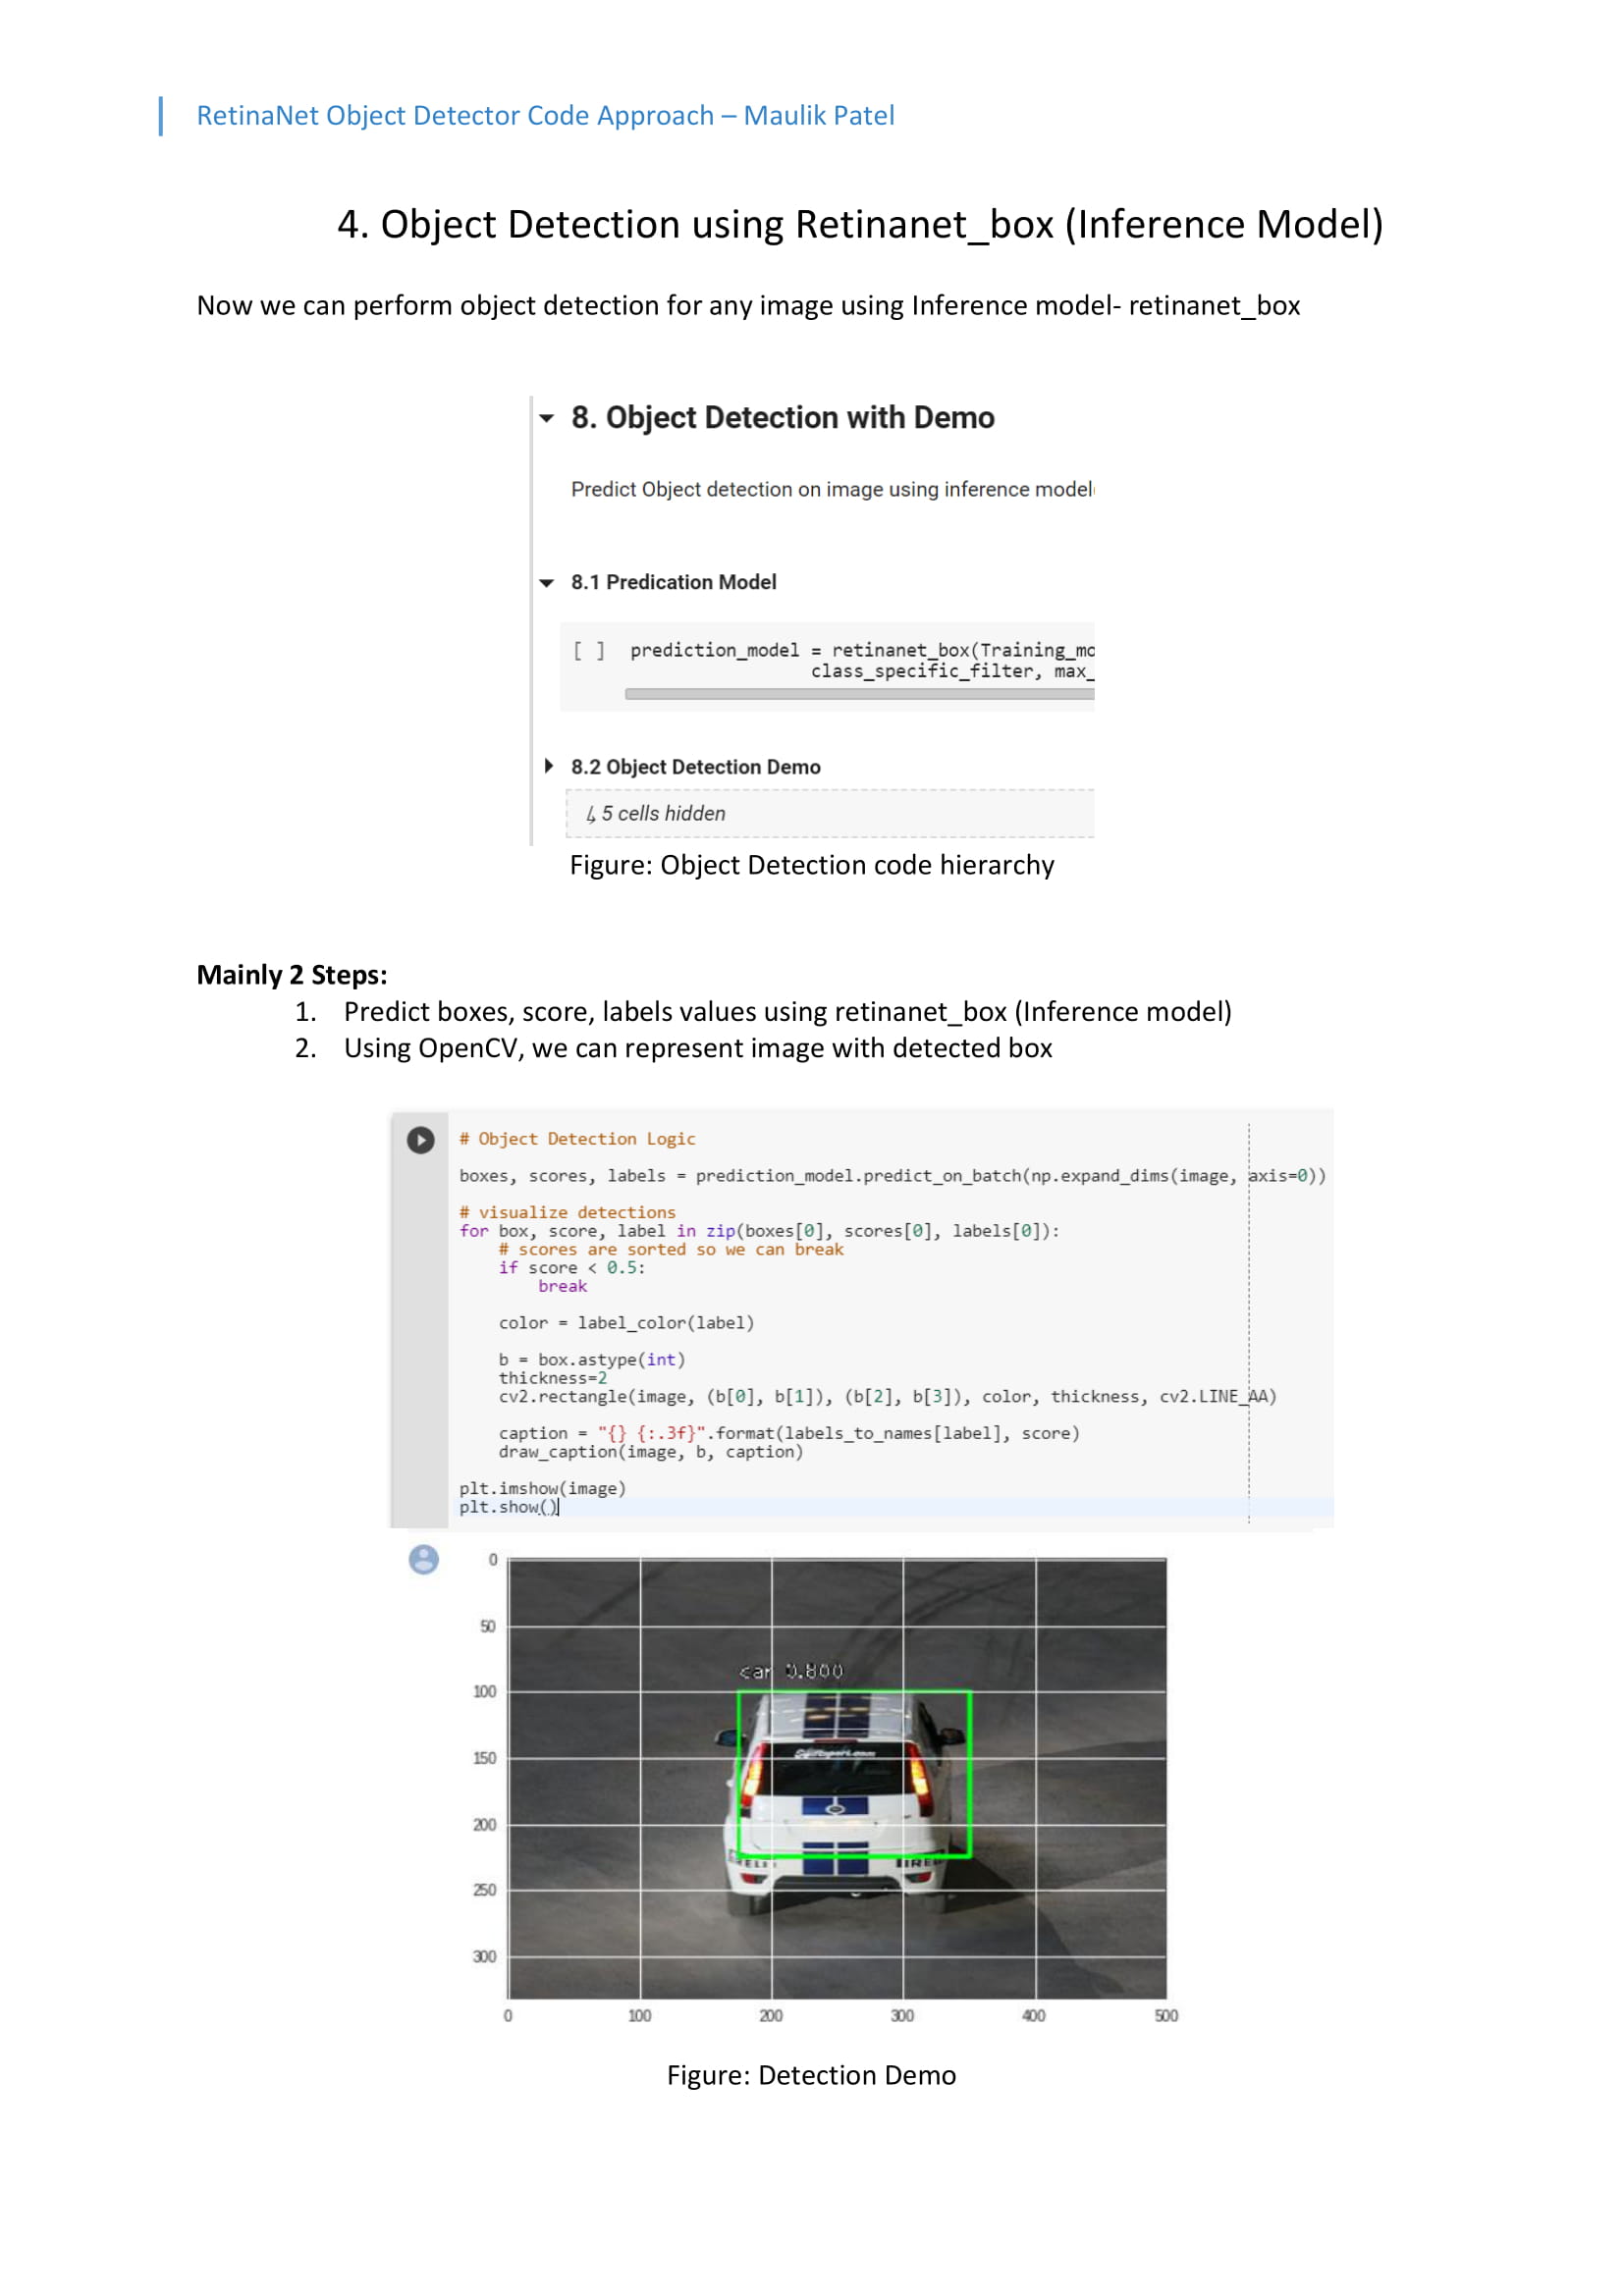 RetinaNet Object Detector Code Approach – Maulik Patel
4. Object Detection using Retinanet_box (Inference Model)
Now we can perform object detection for any image using Inference model- retinanet_box
8. Object Detection with Demo
Predict Object detection on image using inference model
8.1 Predication Model
[ ] prediction_model = retinanet_box(Training_mo
class_specific_filter, max_
8.2 Object Detection Demo
↳ 5 cells hidden
Figure: Object Detection code hierarchy
Mainly 2 Steps:
1. Predict boxes, score, labels values using retinanet_box (Inference model)
2. Using OpenCV, we can represent image with detected box
# Object Detection Logic
boxes, scores, labels = prediction_model.predict_on_batch(np.expand_dims(image, axis=0))
# visualize detections
for box, score, label in zip(boxes[0], scores[0], labels[0]):
# scores are sorted so we can break
if score < 0.5:
break
color = label_color(label)
b = box.astype(int)
thickness=2
cv2.rectangle(image, (b[0], b[1]), (b[2], b[3]), color, thickness, cv2.LINE_AA)
caption = "{} {:.3f}".format(labels_to_names[label], score)
draw_caption(image, b, caption)
plt.imshow(image)
plt.show()
0
50
car 0.800
100
150
200
250
300
0 100 200 300 400 500
Figure: Detection Demo